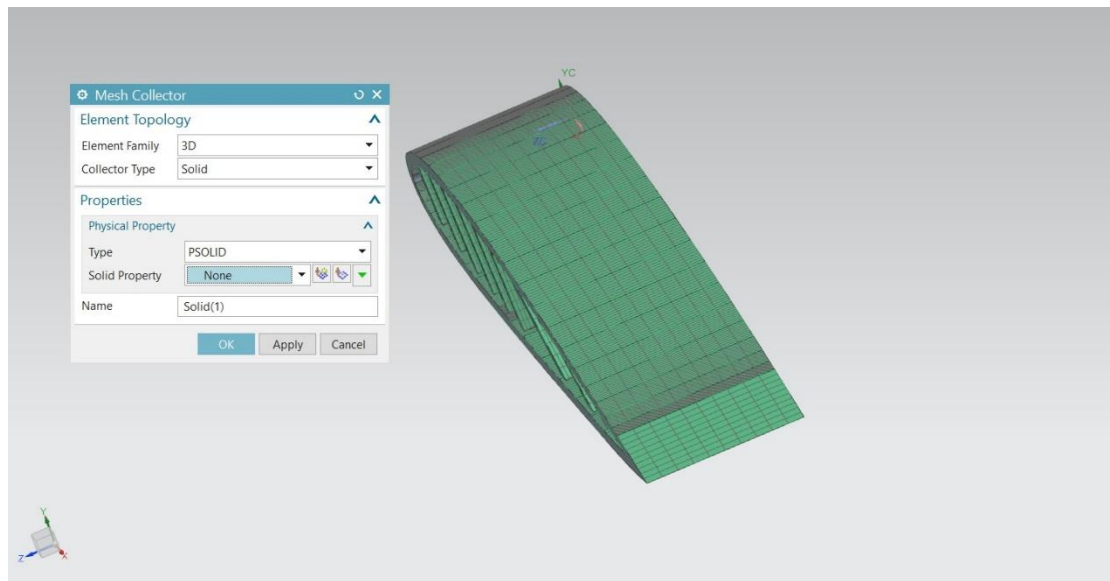 Mesh Collector
Element Topology
Element Family 3D
Collector Type Solid
Properties
Physical Property
Type PSOLID
Solid Property None
Name Solid(1)
OK Apply Cancel
YC
Y
Z X